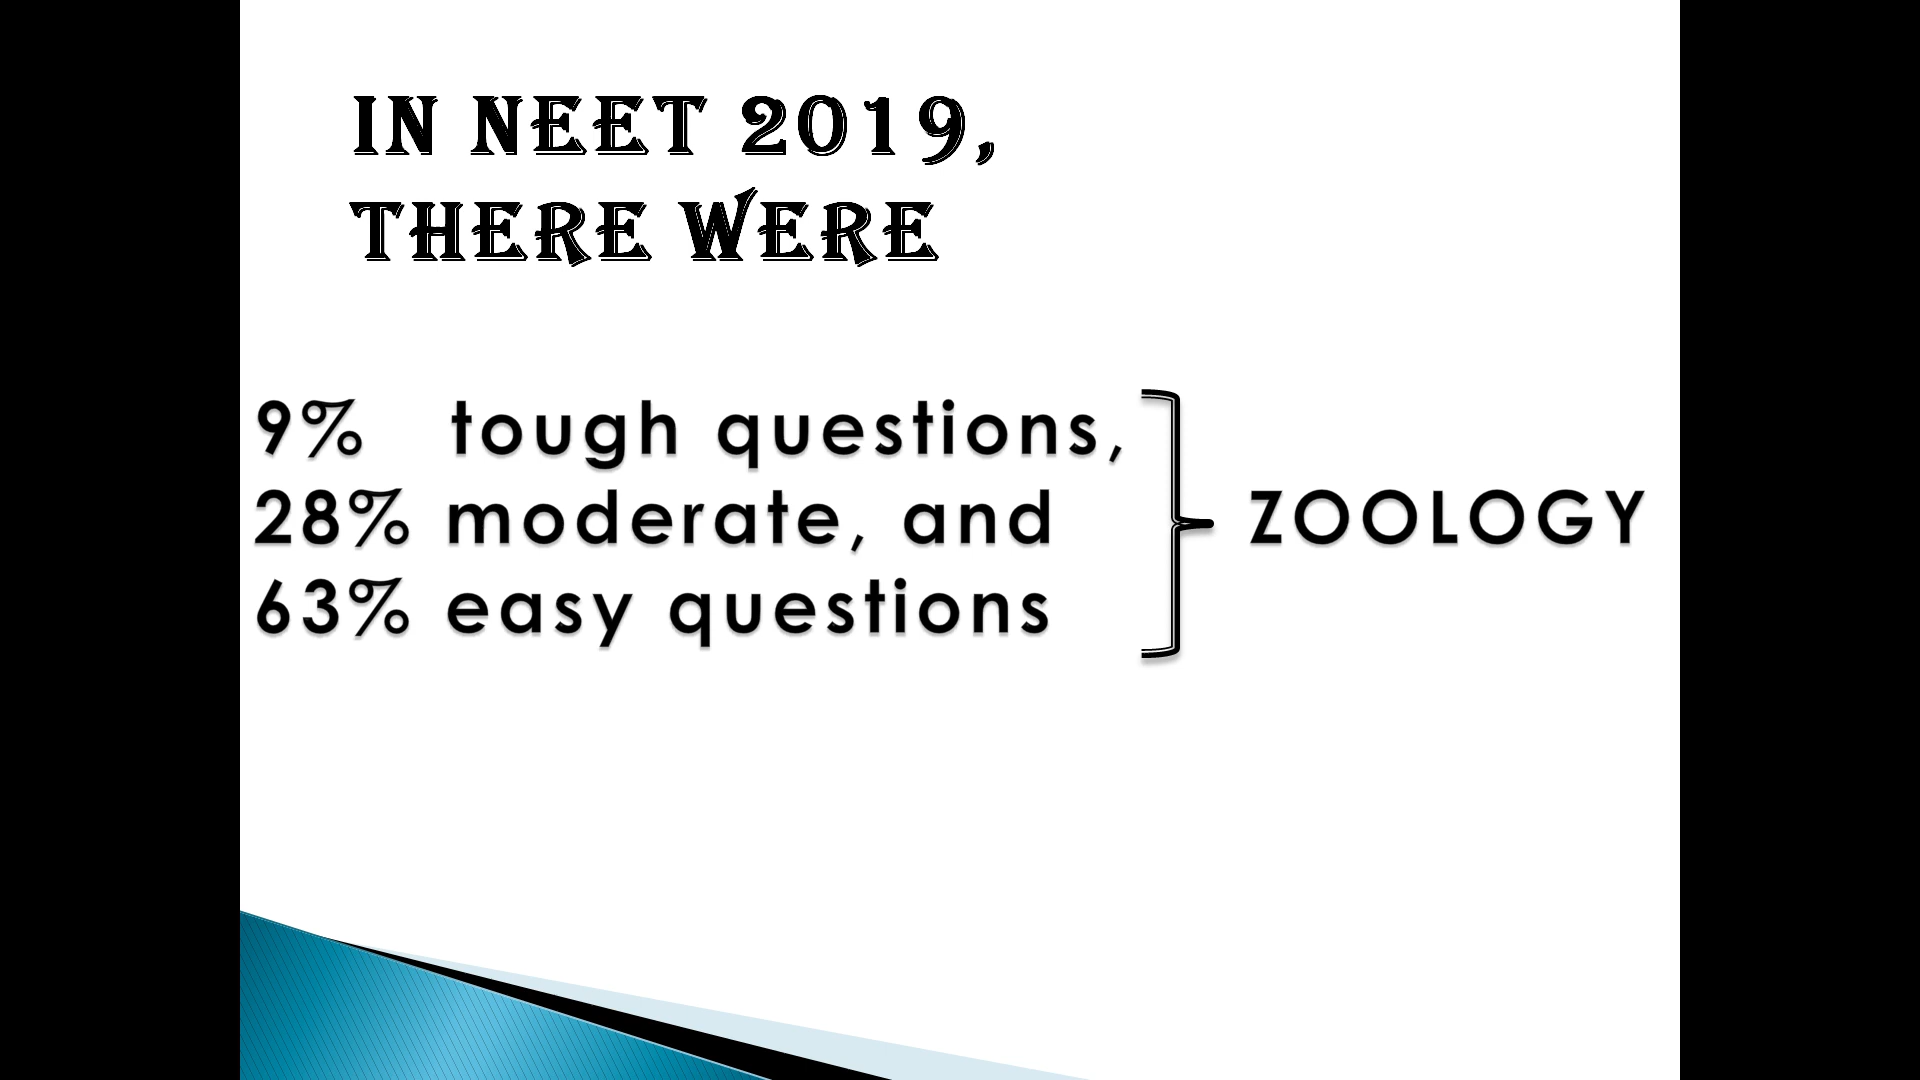 IN NEET 2019,
THERE WERE
9% tough questions,
28% moderate, and
63% easy questions
ZOOLOGY